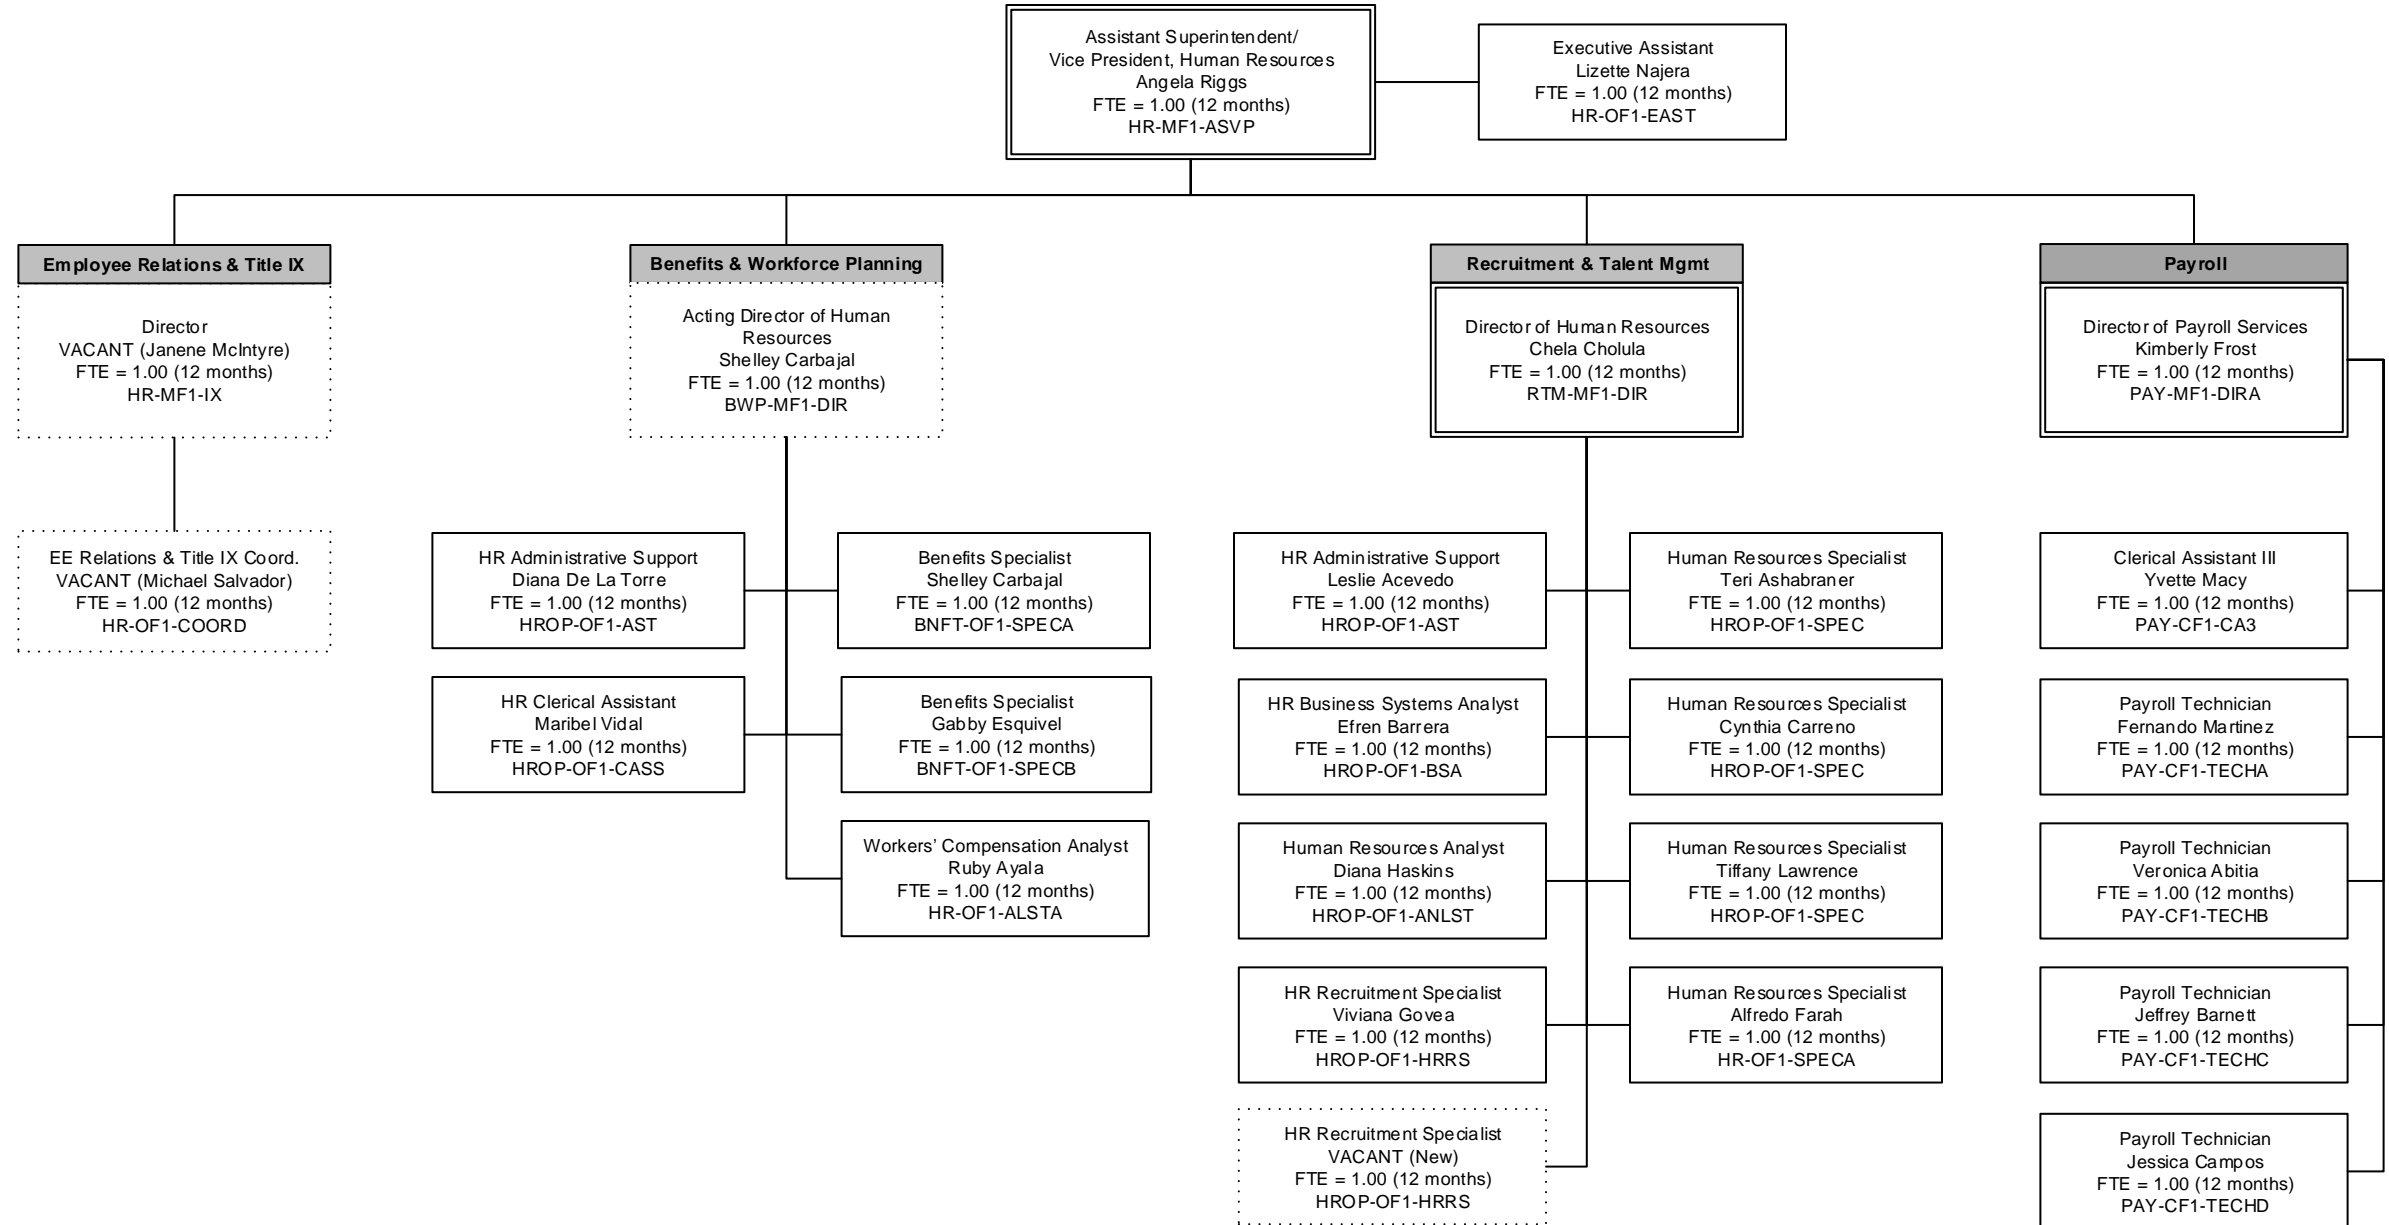 Assistant Superintendent/
Vice President, Human Resources
Angela Riggs
FTE = 1.00 (12 months)
HR-MF1-ASVP
Executive Assistant
Lizette Najera
FTE = 1.00 (12 months)
HR-OF1-EAST
Employee Relations & Title IX
Director
VACANT (Janene McIntyre)
FTE = 1.00 (12 months)
HR-MF1-IX
EE Relations & Title IX Coord.
VACANT (Michael Salvador)
FTE = 1.00 (12 months)
HR-OF1-COORD
Benefits & Workforce Planning
Acting Director of Human
Resources
Shelley Carbajal
FTE = 1.00 (12 months)
BWP-MF1-DIR
HR Administrative Support
Diana De La Torre
FTE = 1.00 (12 months)
HROP-OF1-AST
Benefits Specialist
Shelley Carbajal
FTE = 1.00 (12 months)
BNFT-OF1-SPECA
HR Clerical Assistant
Maribel Vidal
FTE = 1.00 (12 months)
HROP-OF1-CASS
Benefits Specialist
Gabby Esquivel
FTE = 1.00 (12 months)
BNFT-OF1-SPECB
Workers’ Compensation Analyst
Ruby Ayala
FTE = 1.00 (12 months)
HR-OF1-ALSTA
Recruitment & Talent Mgmt
Director of Human Resources
Chela Cholula
FTE = 1.00 (12 months)
RTM-MF1-DIR
HR Administrative Support
Leslie Acevedo
FTE = 1.00 (12 months)
HROP-OF1-AST
Human Resources Specialist
Teri Ashabraner
FTE = 1.00 (12 months)
HROP-OF1-SPEC
HR Business Systems Analyst
Efren Barrera
FTE = 1.00 (12 months)
HROP-OF1-BSA
Human Resources Specialist
Cynthia Carreno
FTE = 1.00 (12 months)
HROP-OF1-SPEC
Human Resources Analyst
Diana Haskins
FTE = 1.00 (12 months)
HROP-OF1-ANLST
Human Resources Specialist
Tiffany Lawrence
FTE = 1.00 (12 months)
HROP-OF1-SPEC
HR Recruitment Specialist
Viviana Govea
FTE = 1.00 (12 months)
HROP-OF1-HRRS
Human Resources Specialist
Alfredo Farah
FTE = 1.00 (12 months)
HR-OF1-SPECA
HR Recruitment Specialist
VACANT (New)
FTE = 1.00 (12 months)
HROP-OF1-HRRS
Payroll
Director of Payroll Services
Kimberly Frost
FTE = 1.00 (12 months)
PAY-MF1-DIRA
Clerical Assistant III
Yvette Macy
FTE = 1.00 (12 months)
PAY-CF1-CA3
Payroll Technician
Fernando Martinez
FTE = 1.00 (12 months)
PAY-CF1-TECHA
Payroll Technician
Veronica Abitia
FTE = 1.00 (12 months)
PAY-CF1-TECHB
Payroll Technician
Jeffrey Barnett
FTE = 1.00 (12 months)
PAY-CF1-TECHC
Payroll Technician
Jessica Campos
FTE = 1.00 (12 months)
PAY-CF1-TECHD